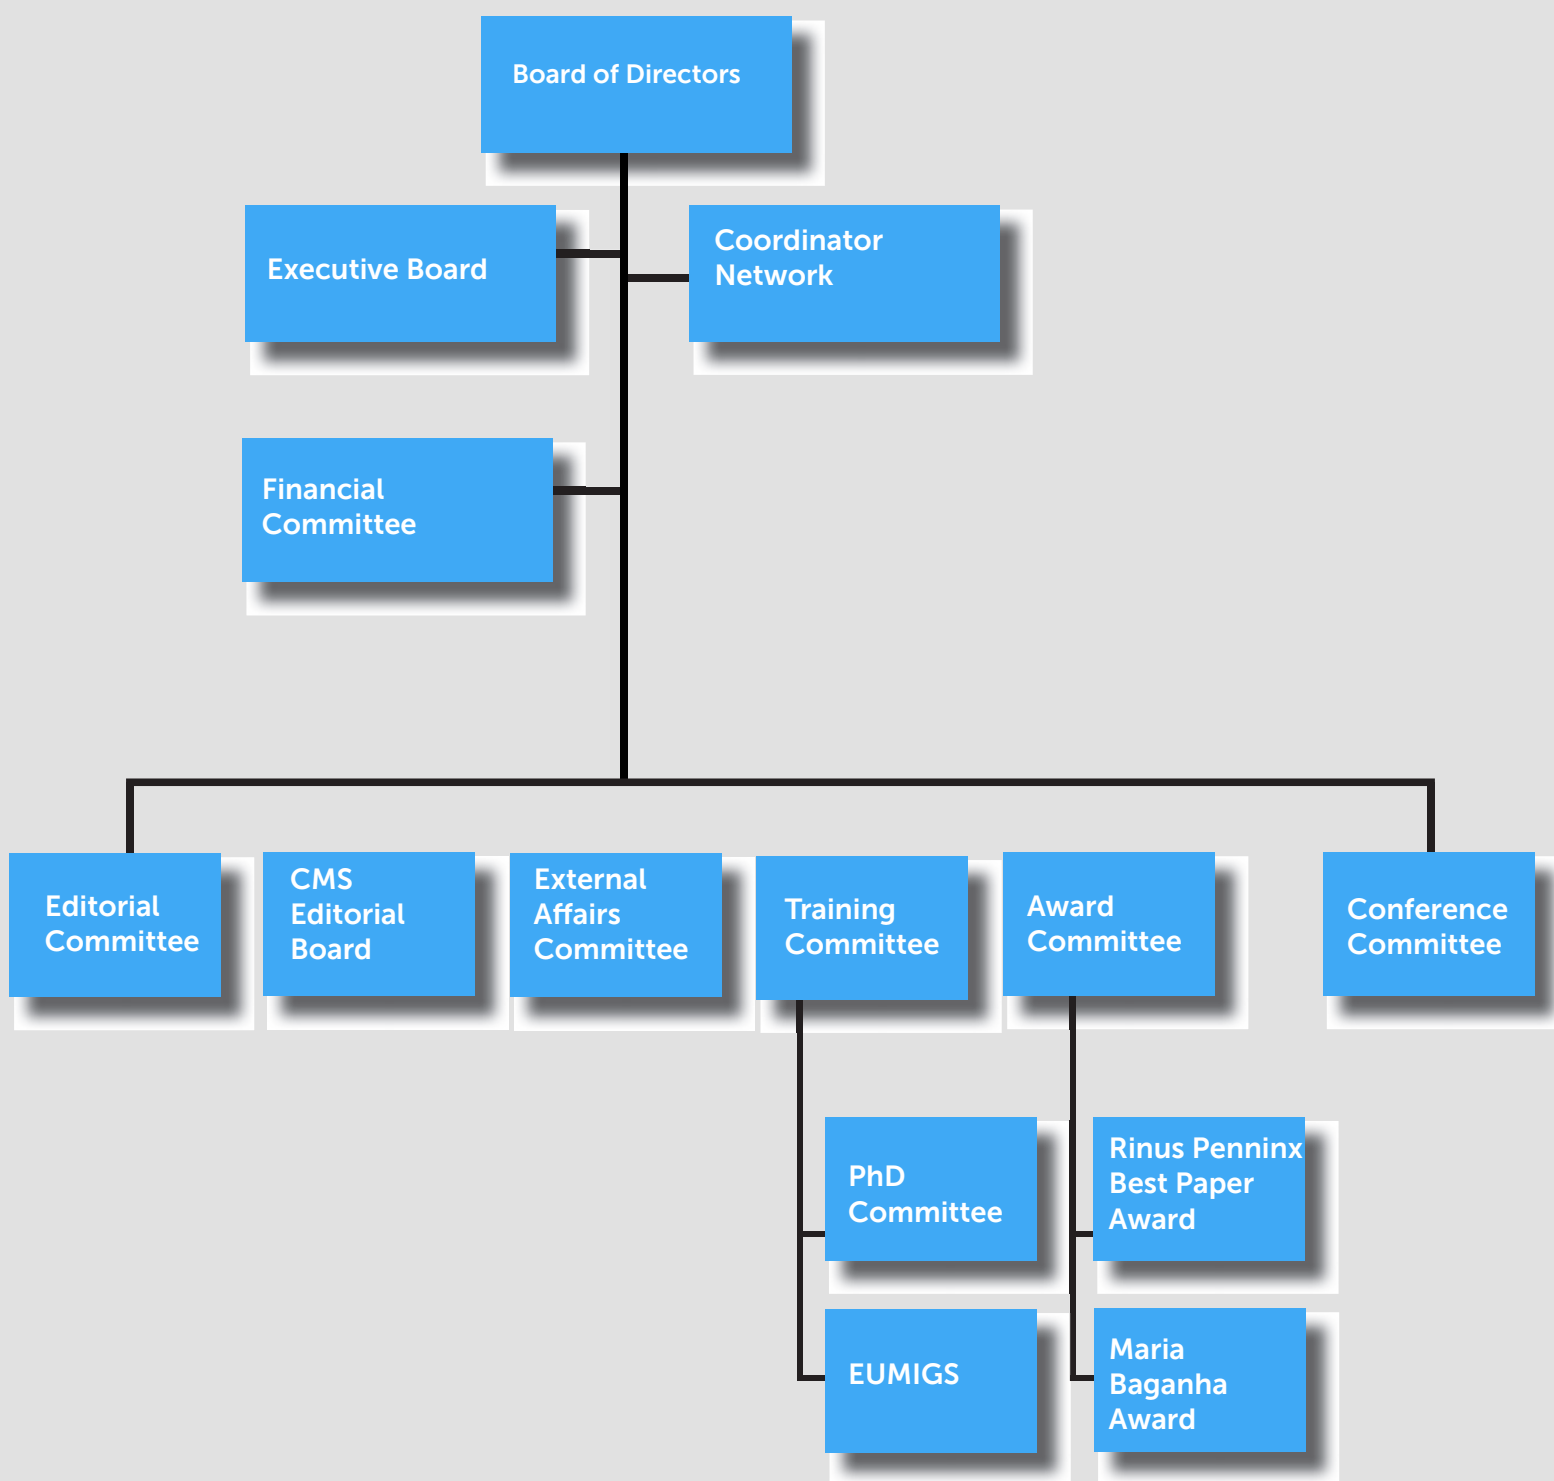 Board of Directors
Executive Board
Coordinator
Network
Financial
Committee
Editorial
Committee
CMS
Editorial
Board
External
Affairs
Committee
Training
Committee
Award
Committee
Conference
Committee
PhD
Committee
Rinus Penninx
Best Paper
Award
EUMIGS
Maria
Baganha
Award